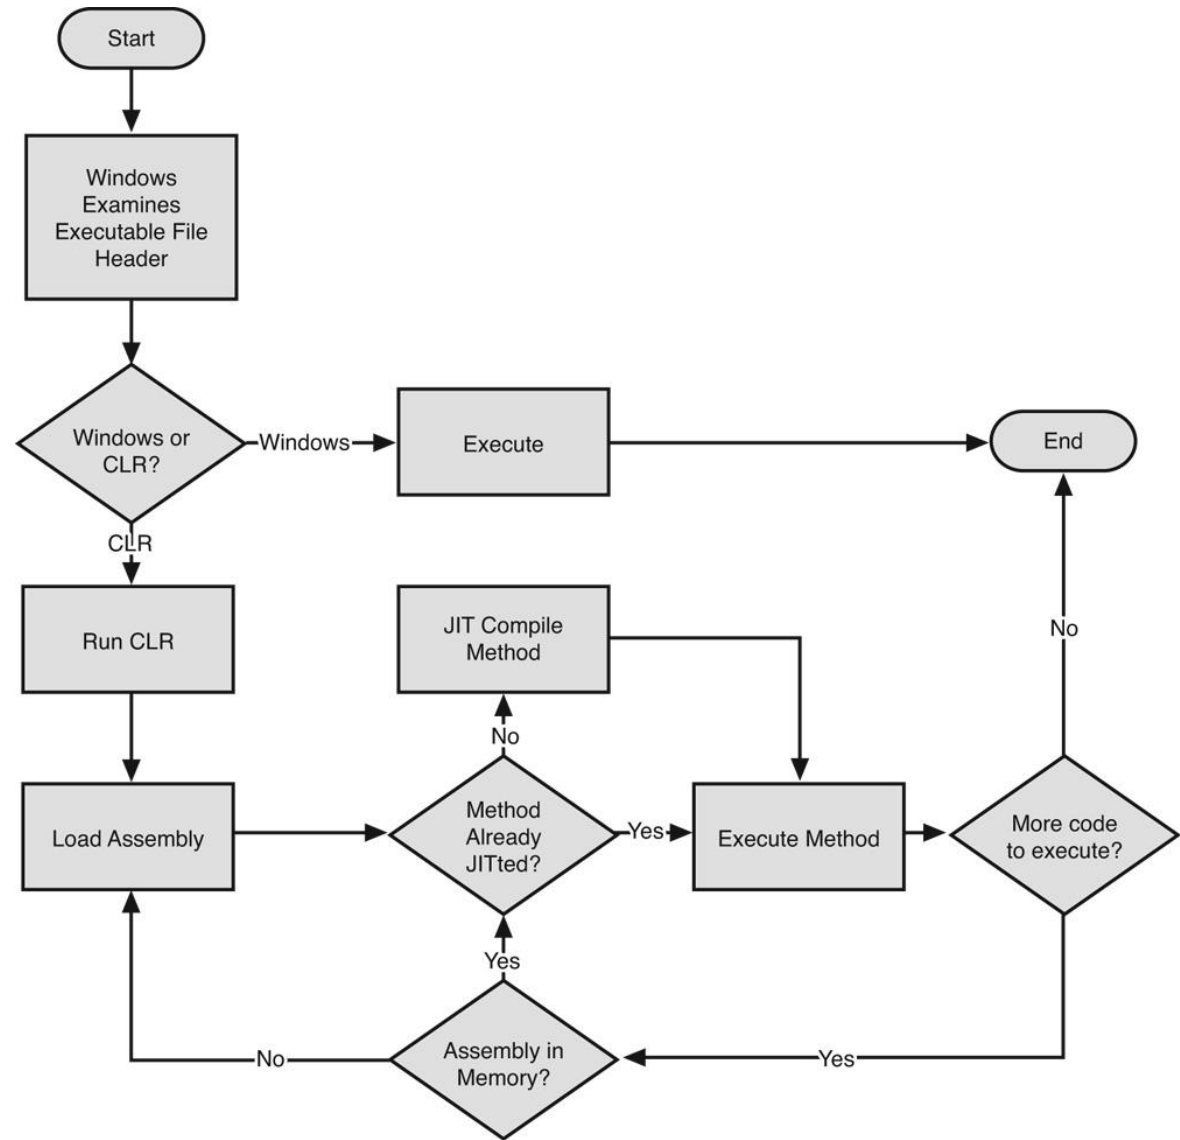 Start
Windows
Examines
Executable File
Header
Windows or
CLR?
Windows
Execute
End
CLR
Run CLR
JIT Compile
Method
No
No
Load Assembly
Method
Already
JITted?
Yes
Execute Method
More code
to execute?
Yes
Assembly in
Memory?
No
Yes